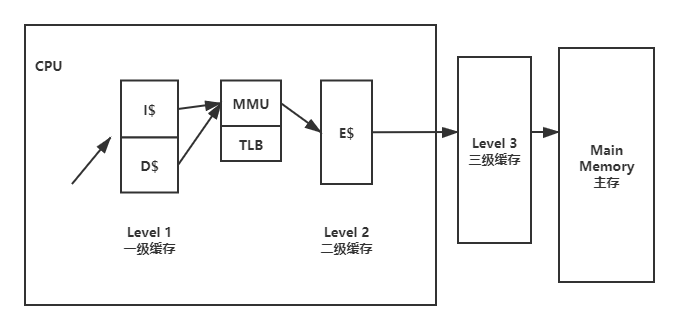 CPU
I$
D$
MMU
TLB
E$
Level 1
一级缓存
Level 2
二级缓存
Level 3
三级缓存
Main
Memory
主存